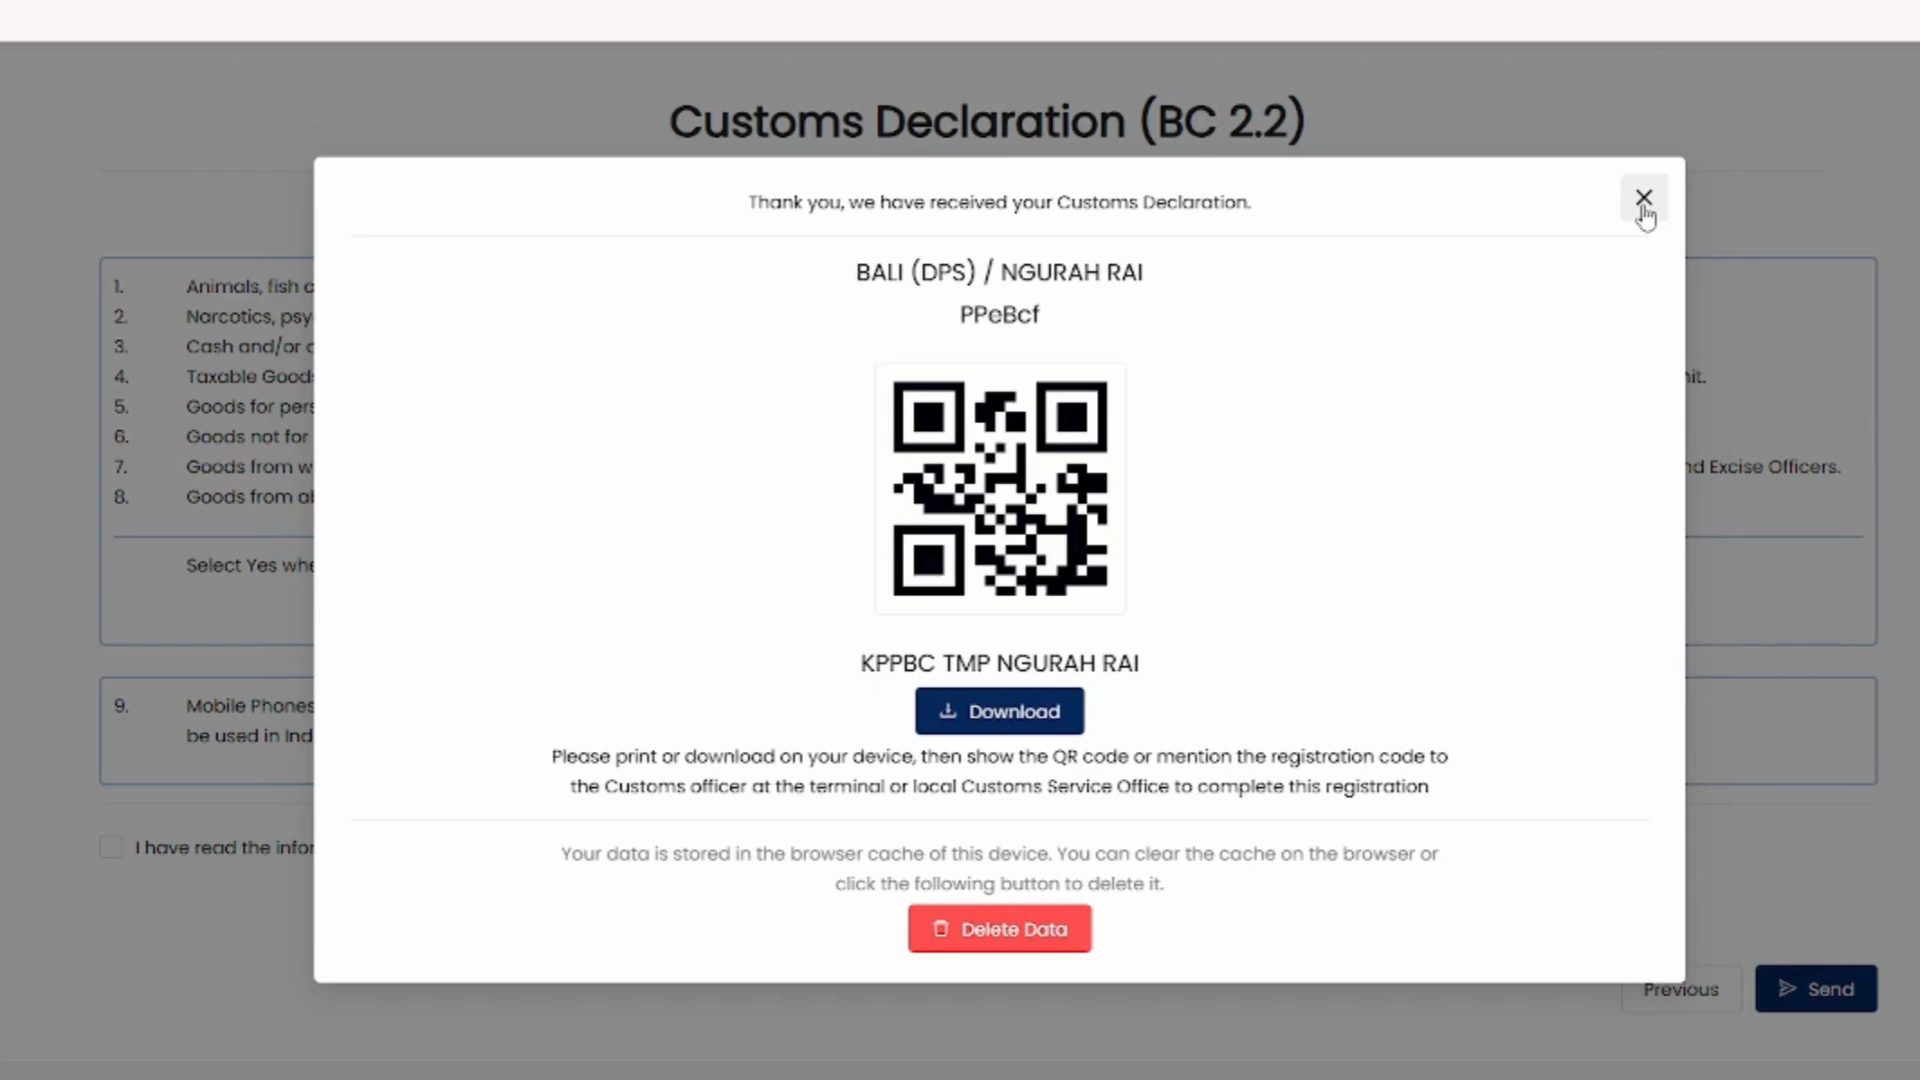 Customs Declaration (BC 2.2)
Thank you, we have received your Customs Declaration.
BALI (DPS) / NGURAH RAI
PPeBcf
1. Animals, fish
2. Narcotics,
3. Cash and/or
4. Taxable
5. Goods for
6. Goods not for
7. Goods from
8. Goods from
it.
Excise Officers.
Select Yes
KPPBC TMP NGURAH RAI
Download
9. Mobile Phones
be used in
Please print or download on your device, then show the QR code or mention the registration code to
the Customs officer at the terminal or local Customs Service Office to complete this registration
I have read the
Your data is stored in the browser cache of this device. You can clear the cache on the browser or
click the following button to delete it.
Delete Data
Previous
Send